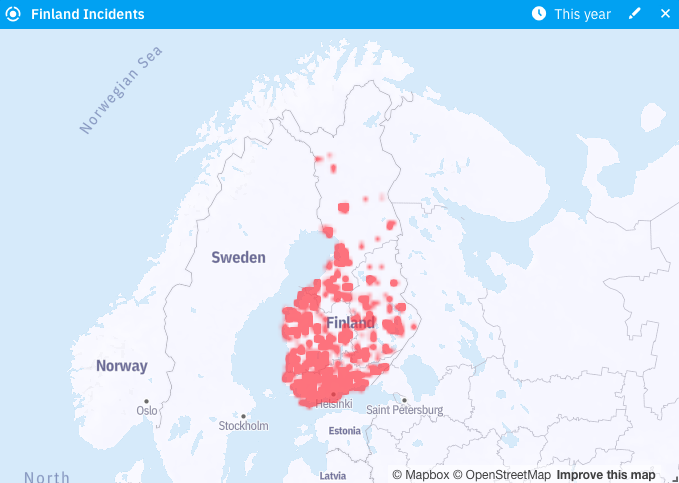 Finland Incidents
This year
Norwegian Sea
Sweden
Finland
Norway
Oslo
Helsinki
Saint Petersburg
Stockholm
Estonia
Latvia
North
© Mapbox © OpenStreetMap Improve this map